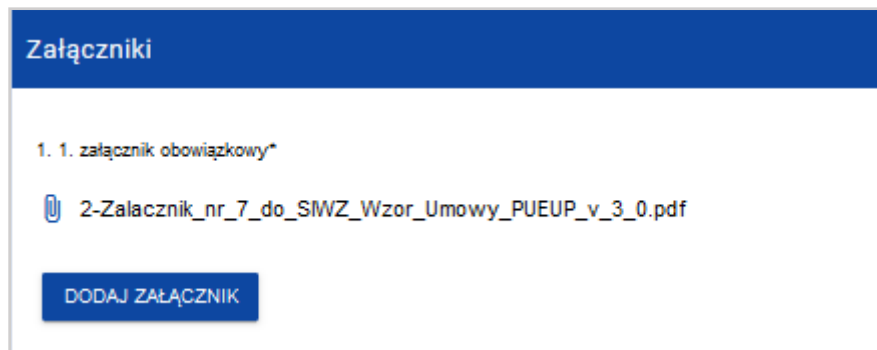 Załączniki
1. 1. załącznik obowiązkowy*
2-Zalacznik_nr_7_do_SIWZ_Wzor_Umowy_PUEUP_v_3_0.pdf
DODAJ ZAŁĄCZNIK